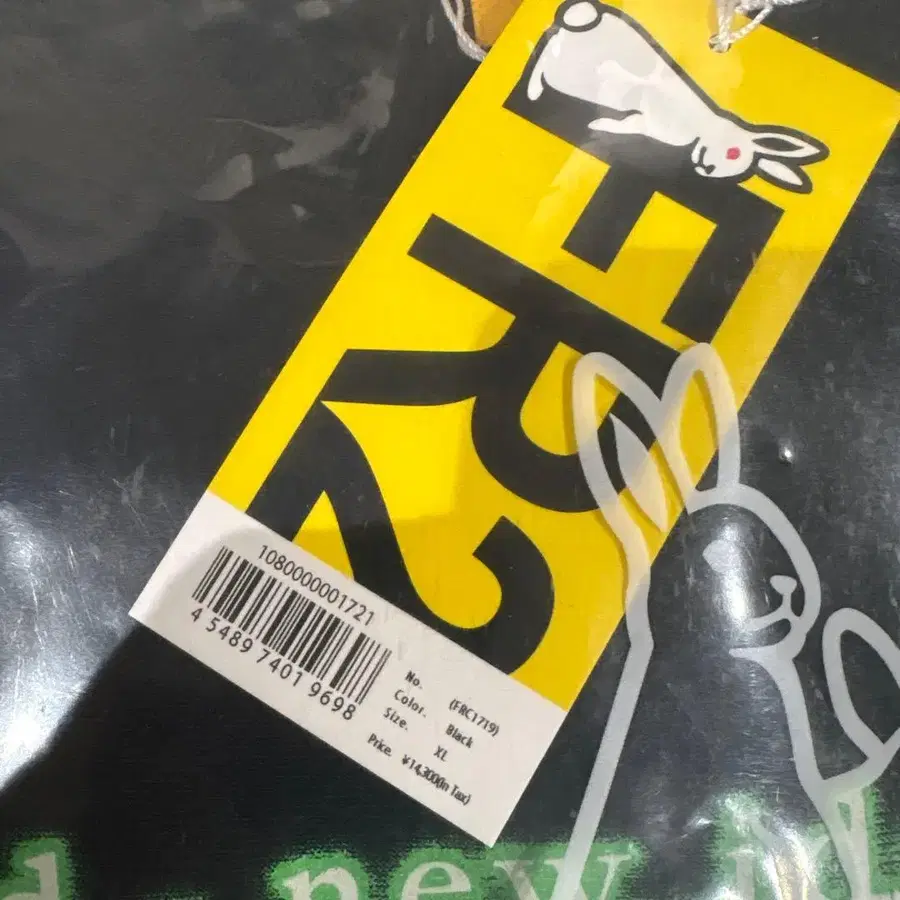 FR2
1080000001721
4 548974 019698
No. (FRC1719)
Color. Black
Size. XL
Price. ¥14,300(in Tax)
new